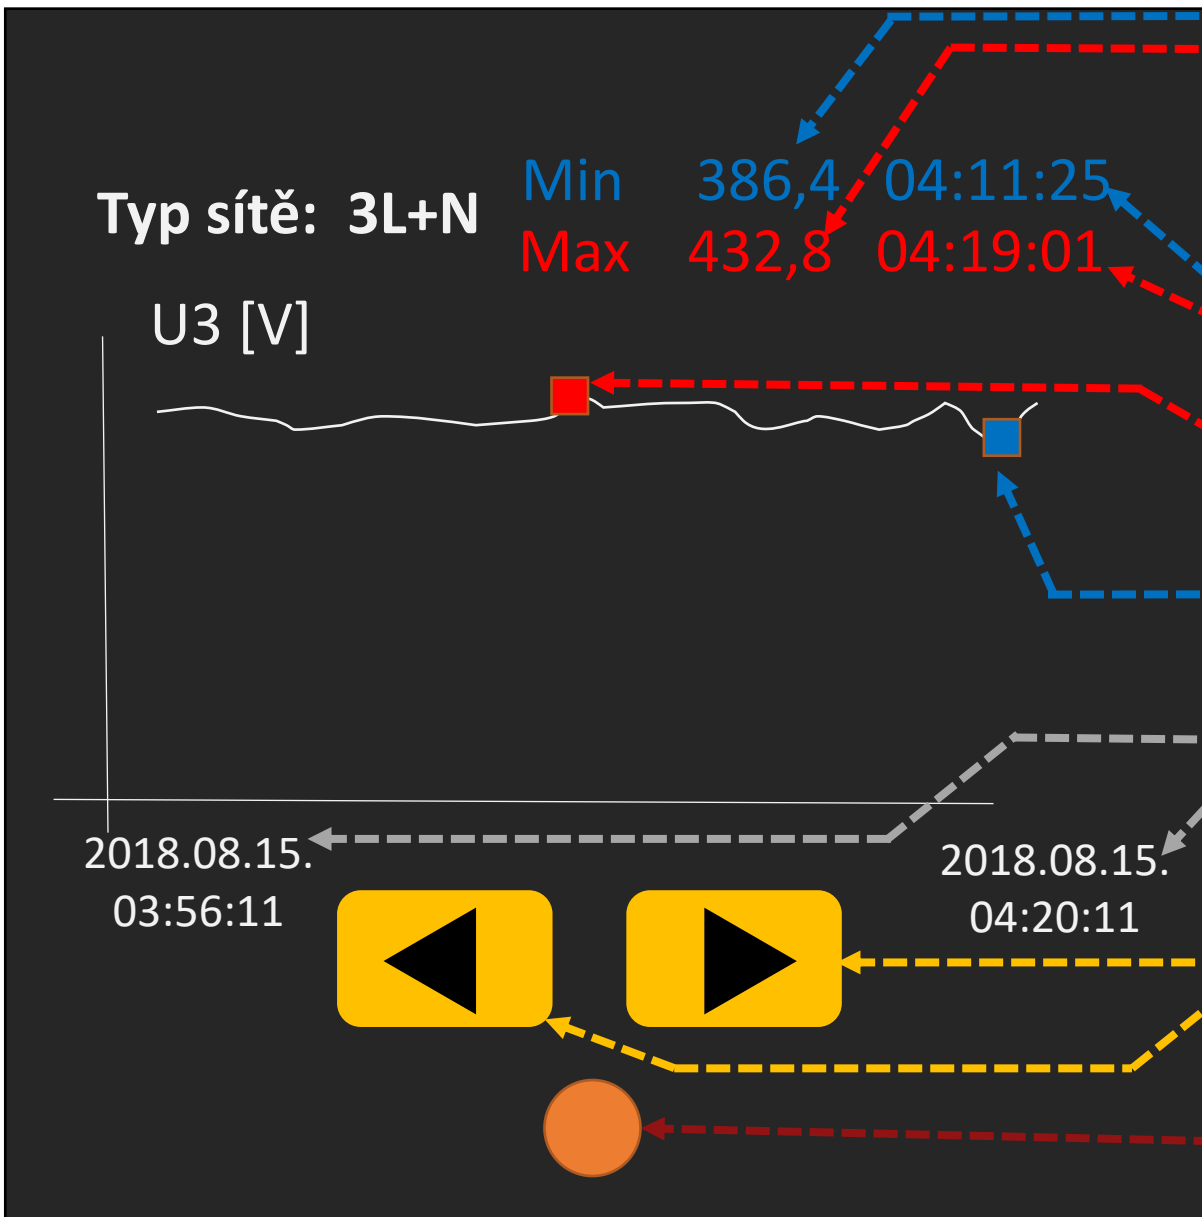 Typ sítě: 3L+N
Min 386,4 04:11:25
Max 432,8 04:19:01
U3 [V]
2018.08.15.
03:56:11
2018.08.15.
04:20:11